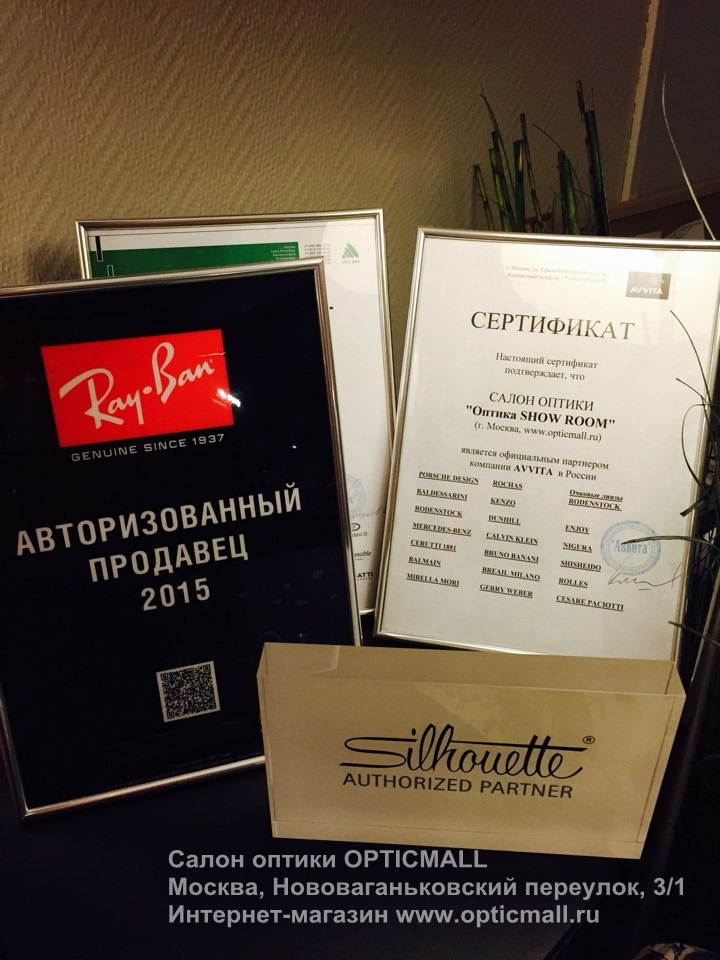 Ray-Ban
GENUINE SINCE 1937
АВТОРИЗОВАННЫЙ
ПРОДАВЕЦ
2015
AVVITA
СЕРТИФИКАТ
Настоящий сертификат
подтверждает, что
САЛОН ОПТИКИ
"Оптика SHOW ROOM"
(г. Москва, www.opticmall.ru)
является официальным партнером
компании AVVITA в России
PORSCHE DESIGN
BALDESSARINI
RODENSTOCK
MERCEDES-BENZ
CERUTTI 1881
BALMAIN
MIRELLA MORI
ROCHAS
KENZO
DUNHILL
CALVIN KLEIN
BRUNO BANANI
BREAIL MILANO
GERRY WEBER
Очковые линзы
RODENSTOCK
ENJOY
NIGURA
SHISHEIDO
ROLLES
CESARE PACIOTTI
"Аввита"
Silhouette®
AUTHORIZED PARTNER
Салон оптики OPTICMALL
Москва, Нововаганьковский переулок, 3/1
Интернет-магазин www.opticmall.ru